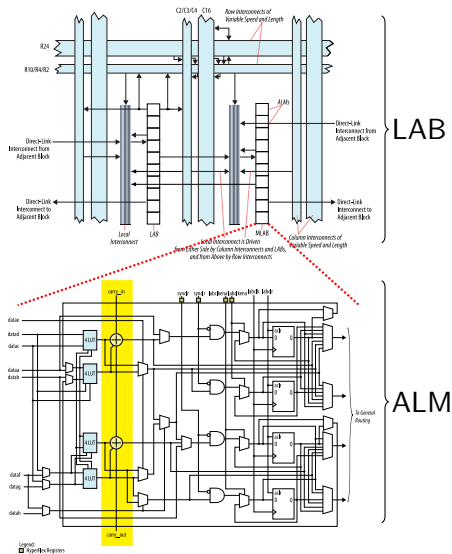 C2/C3/C4 C16
Row Interconnects of
Variable Speed and Length
R24
R10/R4/R2
ALMs
Direct-Link
Interconnect from
Adjacent Block
Direct-Link
Interconnect from
Adjacent Block
LAB
Direct-Link
Interconnect to
Adjacent Block
Direct-Link
Interconnect to
Adjacent Block
Local
Interconnect
LAB
MLAB
Local Interconnect is Driven
from Either Side by Column Interconnects and LABs,
and from Above by Row Interconnects
Column Interconnects of
Variable Speed and Length
carry_in
syncdr
datae
datad
datac
dataa
datab
4 LUT
4 LUT
4 LUT
4 LUT
dataf
datag
datah
aclr
D Q
aclr
D Q
aclr
D Q
aclr
D Q
To General
Routing
ALM
carry_out
Legend:
HyperFlex Registers